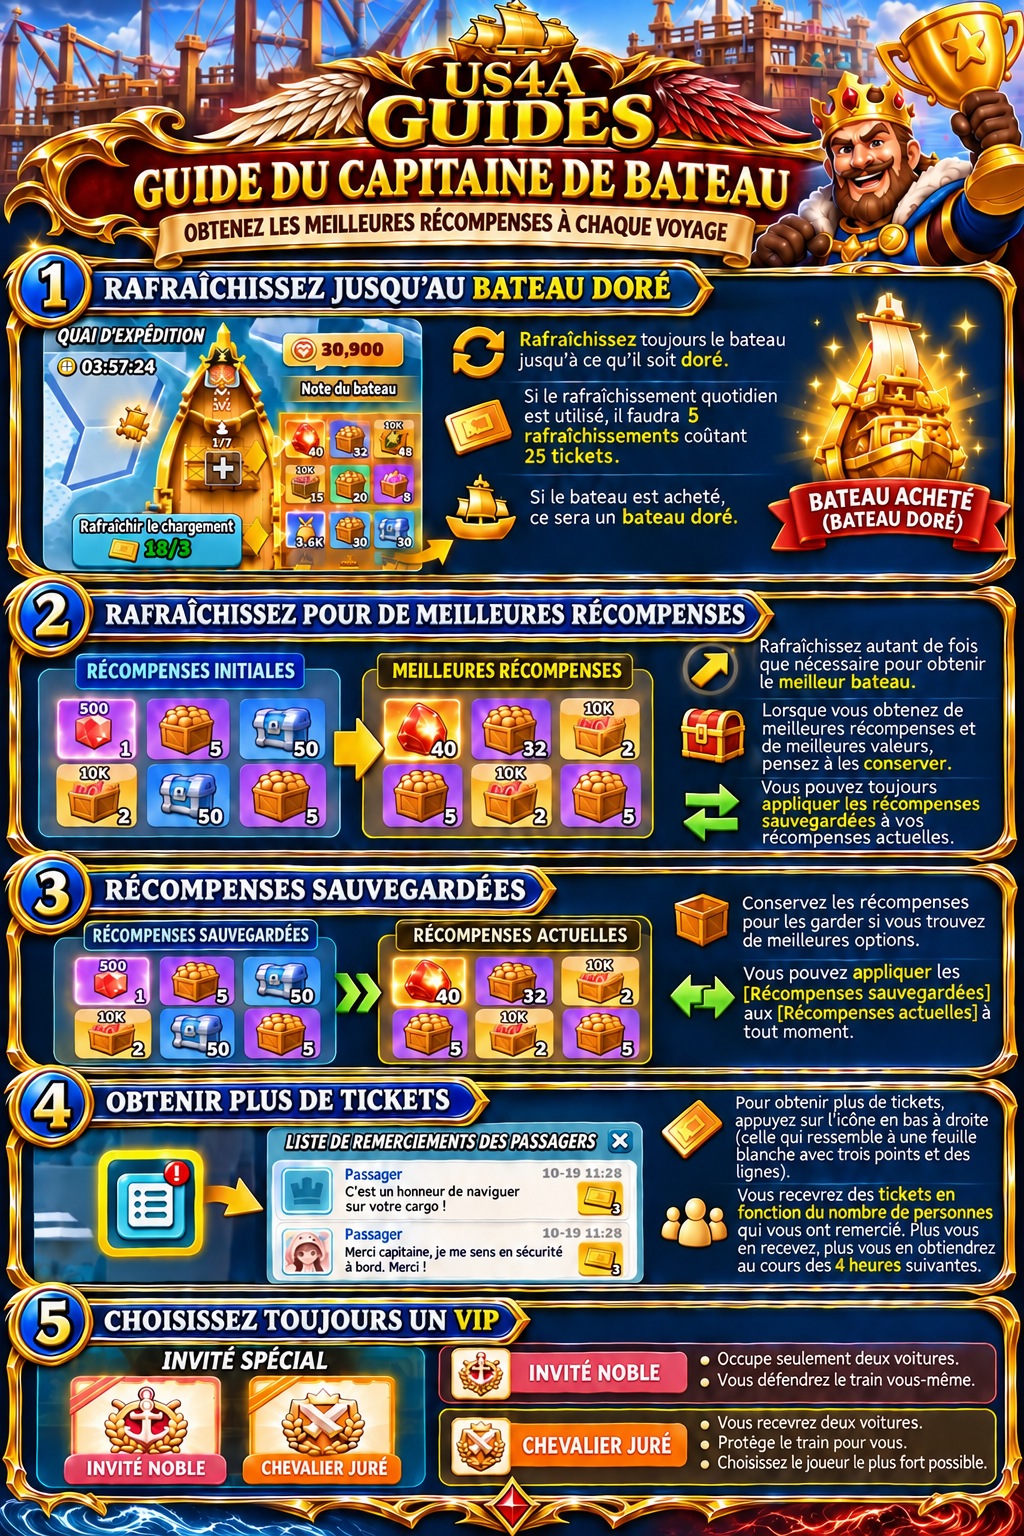 US4A
GUIDES
GUIDE DU CAPITAINE DE BATEAU
OBTENEZ LES MEILLEURES RÉCOMPENSES À CHAQUE VOYAGE
1
RAFRAÎCHISSEZ JUSQU'AU BATEAU DORÉ
QUAI D'EXPÉDITION
03:57:24
30,900
Note du bateau
1/7
40
32
10K
48
10K
15
20
8
3.6K
30
30
Rafraîchir le chargement
18/3
Rafraîchissez toujours le bateau
jusqu'à ce qu'il soit doré.
Si le rafraîchissement quotidien
est utilisé, il faudra 5
rafraîchissements coûtant
25 tickets.
Si le bateau est acheté,
ce sera un bateau doré.
BATEAU ACHETÉ
(BATEAU DORÉ)
2
RAFRAÎCHISSEZ POUR DE MEILLEURES RÉCOMPENSES
RÉCOMPENSES INITIALES
500
1
5
50
10K
2
50
5
MEILLEURES RÉCOMPENSES
40
32
10K
2
5
10K
2
5
Rafraîchissez autant de fois
que nécessaire pour obtenir
le meilleur bateau.
Lorsque vous obtenez de
meilleures récompenses et
de meilleures valeurs,
pensez à les conserver.
Vous pouvez toujours
appliquer les récompenses
sauvegardées à vos
récompenses actuelles.
3
RÉCOMPENSES SAUVEGARDÉES
RÉCOMPENSES SAUVEGARDÉES
500
1
5
50
10K
2
50
5
RÉCOMPENSES ACTUELLES
40
32
10K
2
5
10K
2
5
Conservez les récompenses
pour les garder si vous trouvez
de meilleures options.
Vous pouvez appliquer les
[Récompenses sauvegardées]
aux [Récompenses actuelles] à
tout moment.
4
OBTENIR PLUS DE TICKETS
!
LISTE DE REMERCIEMENTS DES PASSAGERS
Passager
10-19 11:28
C'est un honneur de naviguer
sur votre cargo !
3
Passager
10-19 11:28
Merci capitaine, je me sens en sécurité
à bord. Merci !
3
Pour obtenir plus de tickets,
appuyez sur l'icône en bas à droite
(celle qui ressemble à une feuille
blanche avec trois points et des
lignes).
Vous recevrez des tickets en
fonction du nombre de personnes
qui vous ont remercié. Plus vous
en recevez, plus vous en obtiendrez
au cours des 4 heures suivantes.
5
CHOISISSEZ TOUJOURS UN VIP
INVITÉ SPÉCIAL
INVITÉ NOBLE
CHEVALIER JURÉ
INVITÉ NOBLE
• Occupe seulement deux voitures.
• Vous défendrez le train vous-même.
CHEVALIER JURÉ
• Vous recevrez deux voitures.
• Protège le train pour vous.
• Choisissez le joueur le plus fort possible.